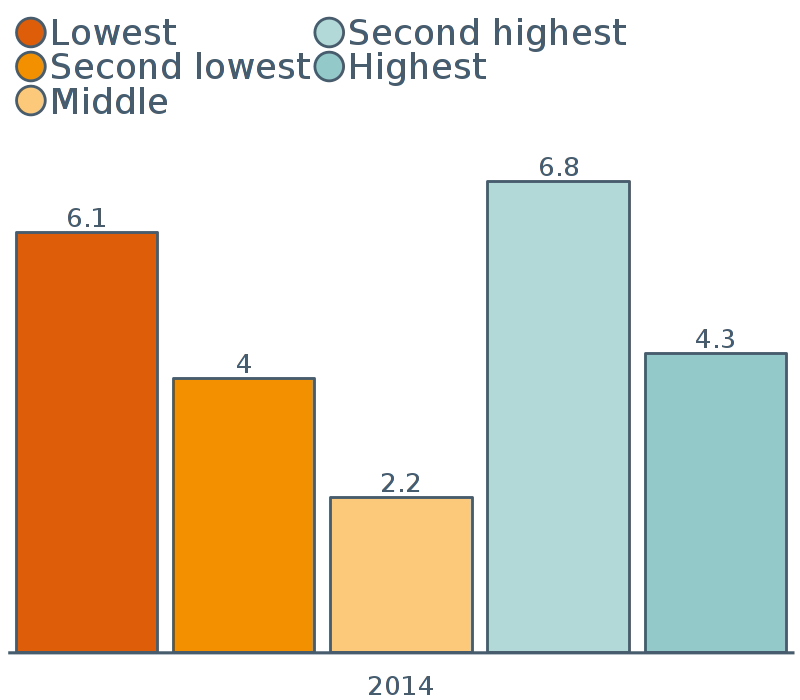 Lowest
Second lowest
Middle
Second highest
Highest
6.1
4
2.2
6.8
4.3
2014